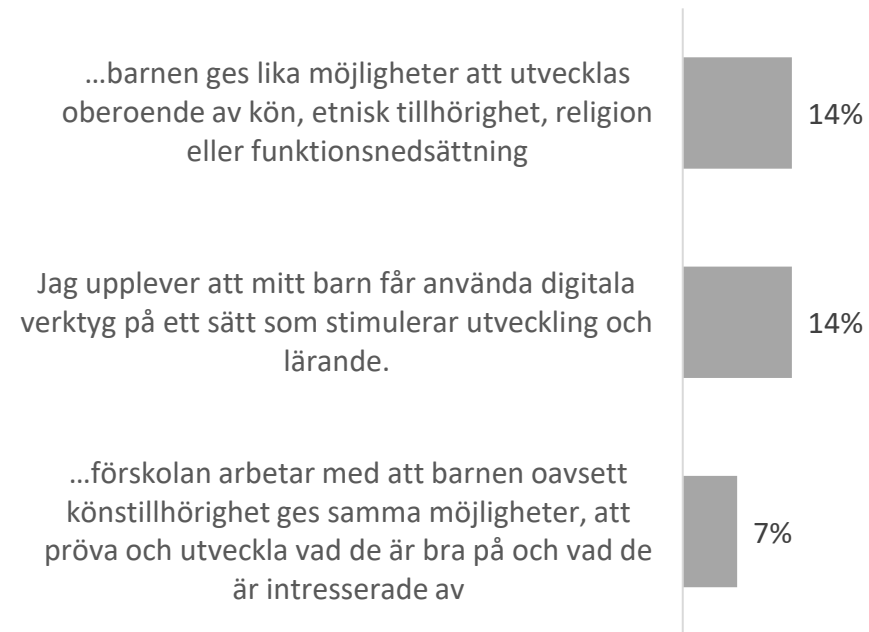 …barnen ges lika möjligheter att utvecklas
oberoende av kön, etnisk tillhörighet, religion
eller funktionsnedsättning
14%
Jag upplever att mitt barn får använda digitala
verktyg på ett sätt som stimulerar utveckling och
lärande.
14%
…förskolan arbetar med att barnen oavsett
könstillhörighet ges samma möjligheter, att
pröva och utveckla vad de är bra på och vad de
är intresserade av
7%